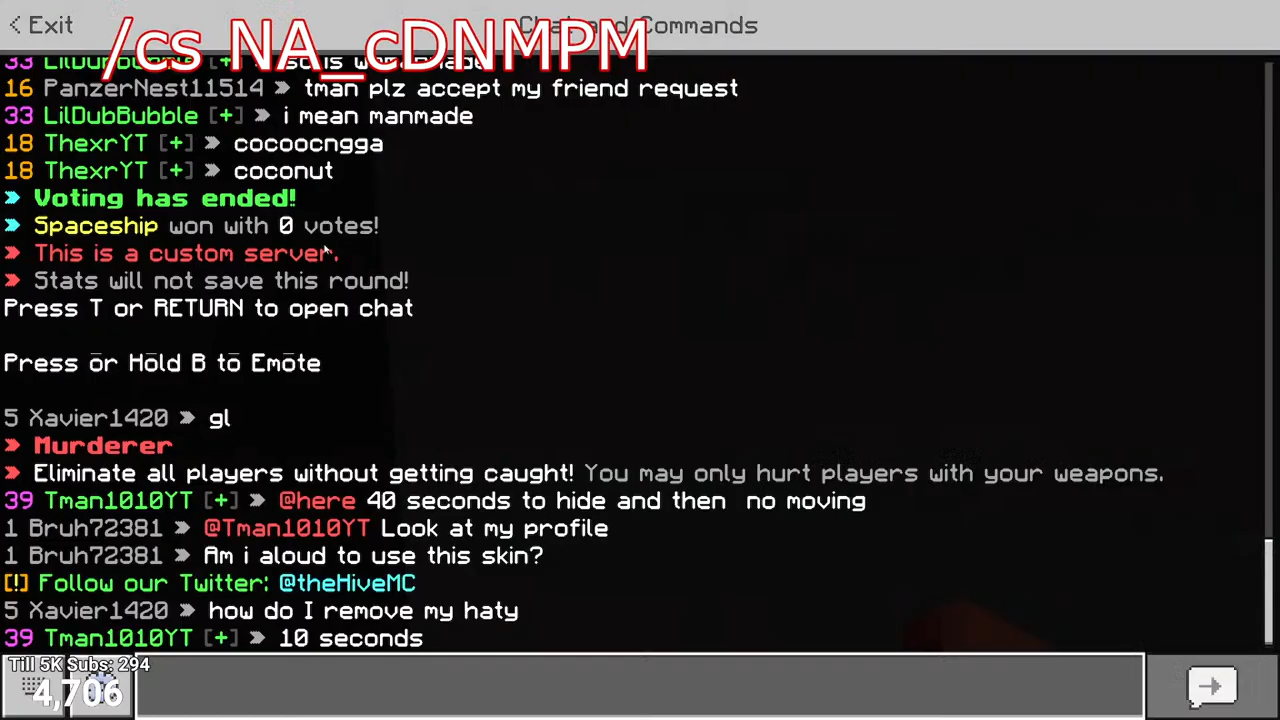 Exit
Chat and Commands
/cs NA_cDNMPM
33 LilDubBubble [+] »
16 PanzerNest11514 » tman plz accept my friend request
33 LilDubBubble [+] » i mean manmade
18 ThexrYT [+] » cocoocngga
18 ThexrYT [+] » coconut
» Voting has ended!
» Spaceship won with 0 votes!
» This is a custom server.
» Stats will not save this round!
Press T or RETURN to open chat
Press or Hold B to Emote
5 Xavier1420 » gl
» Murderer
» Eliminate all players without getting caught! You may only hurt players with your weapons.
39 Tman1010YT [+] » @here 40 seconds to hide and then  no moving
1 Bruh72381 » @Tman1010YT Look at my profile
1 Bruh72381 » Am i aloud to use this skin?
[!] Follow our Twitter: @theHiveMC
5 Xavier1420 » how do I remove my haty
39 Tman1010YT [+] » 10 seconds
Till 5K Subs: 294
4,706